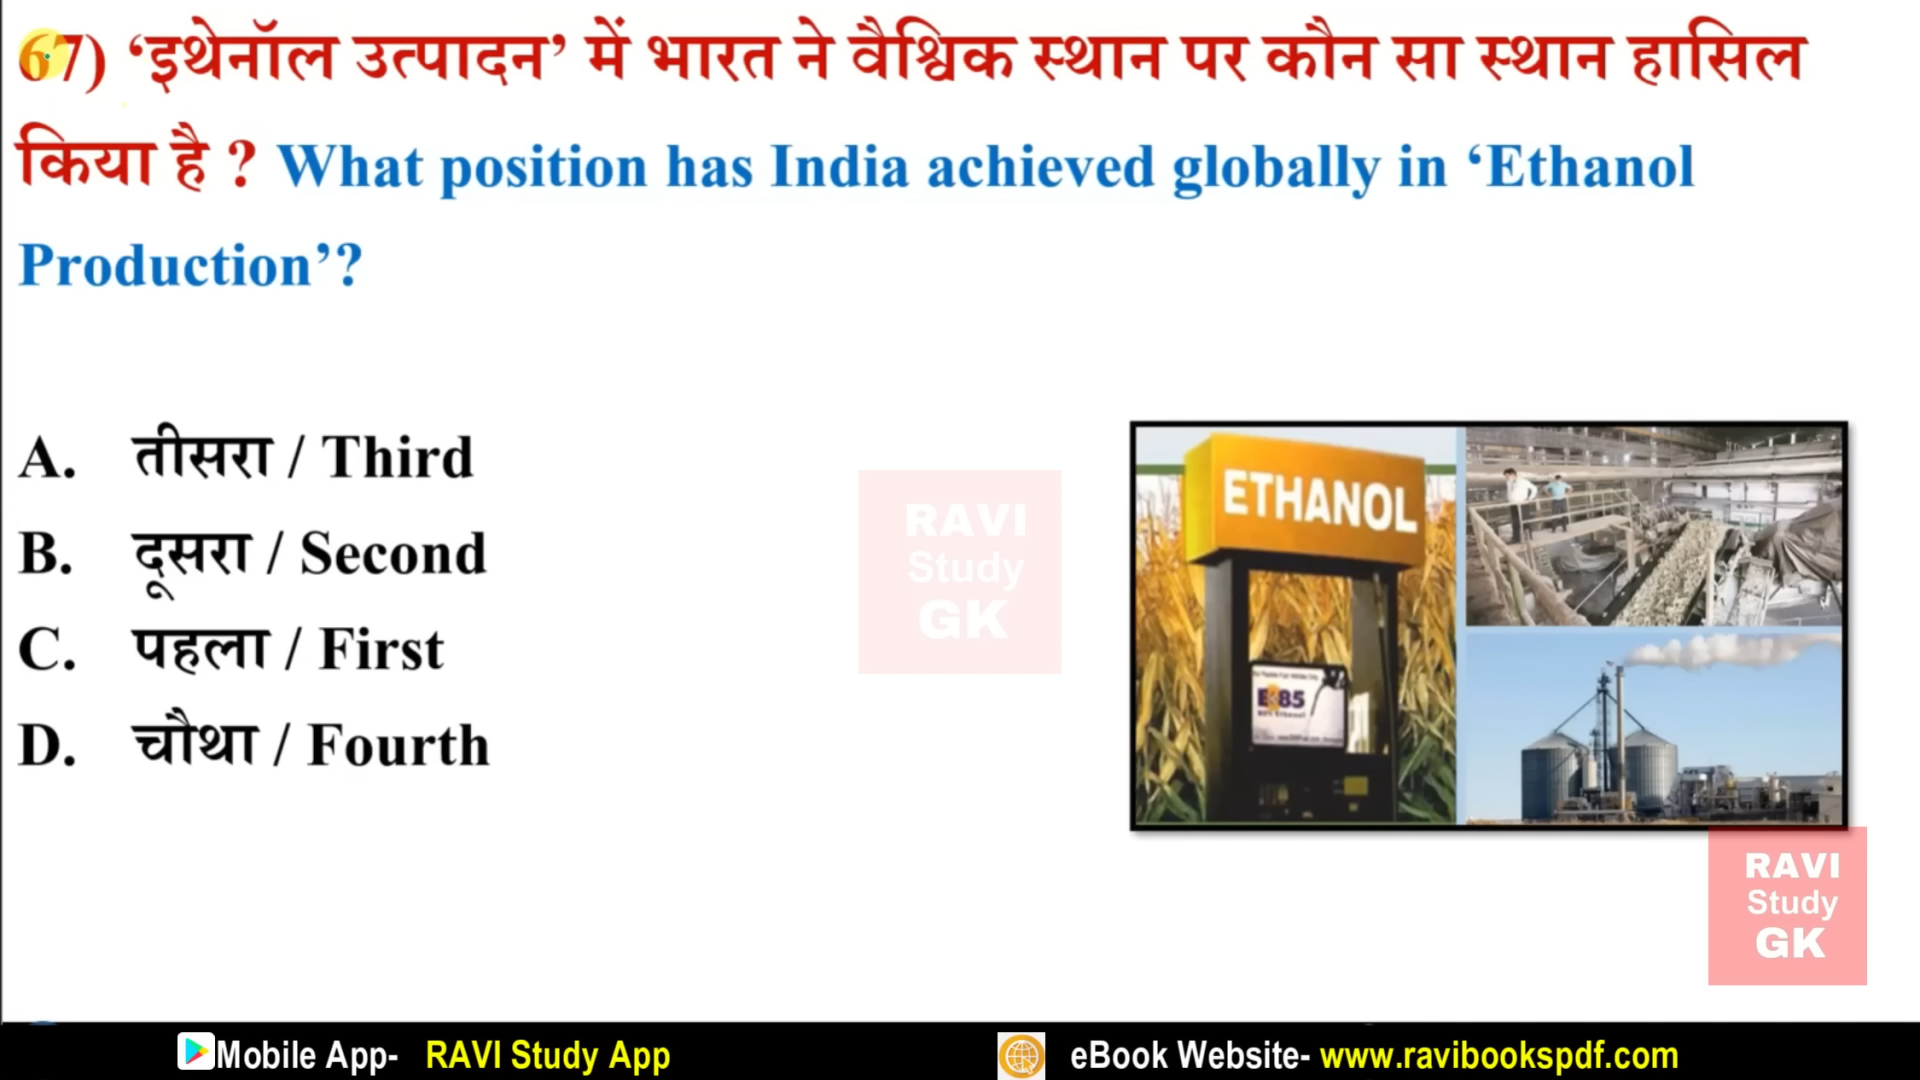 67) ‘इथेनॉल उत्पादन’ में भारत ने वैश्विक स्थान पर कौन सा स्थान हासिल
किया है ? What position has India achieved globally in ‘Ethanol
Production’?
A. तीसरा / Third
B. दूसरा / Second
C. पहला / First
D. चौथा / Fourth
RAVI
Study
GK
ETHANOL
E85
RAVI
Study
GK
Mobile App- RAVI Study App
eBook Website- www.ravibookspdf.com